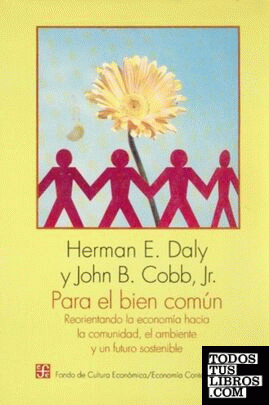 Herman E. Daly
y John B. Cobb, Jr.
Para el bien común
Reorientando la economía hacia
la comunidad, el ambiente
y un futuro sostenible
Fondo de Cultura Económica/Economía
TODOS
TUS
LIBROS
.COM